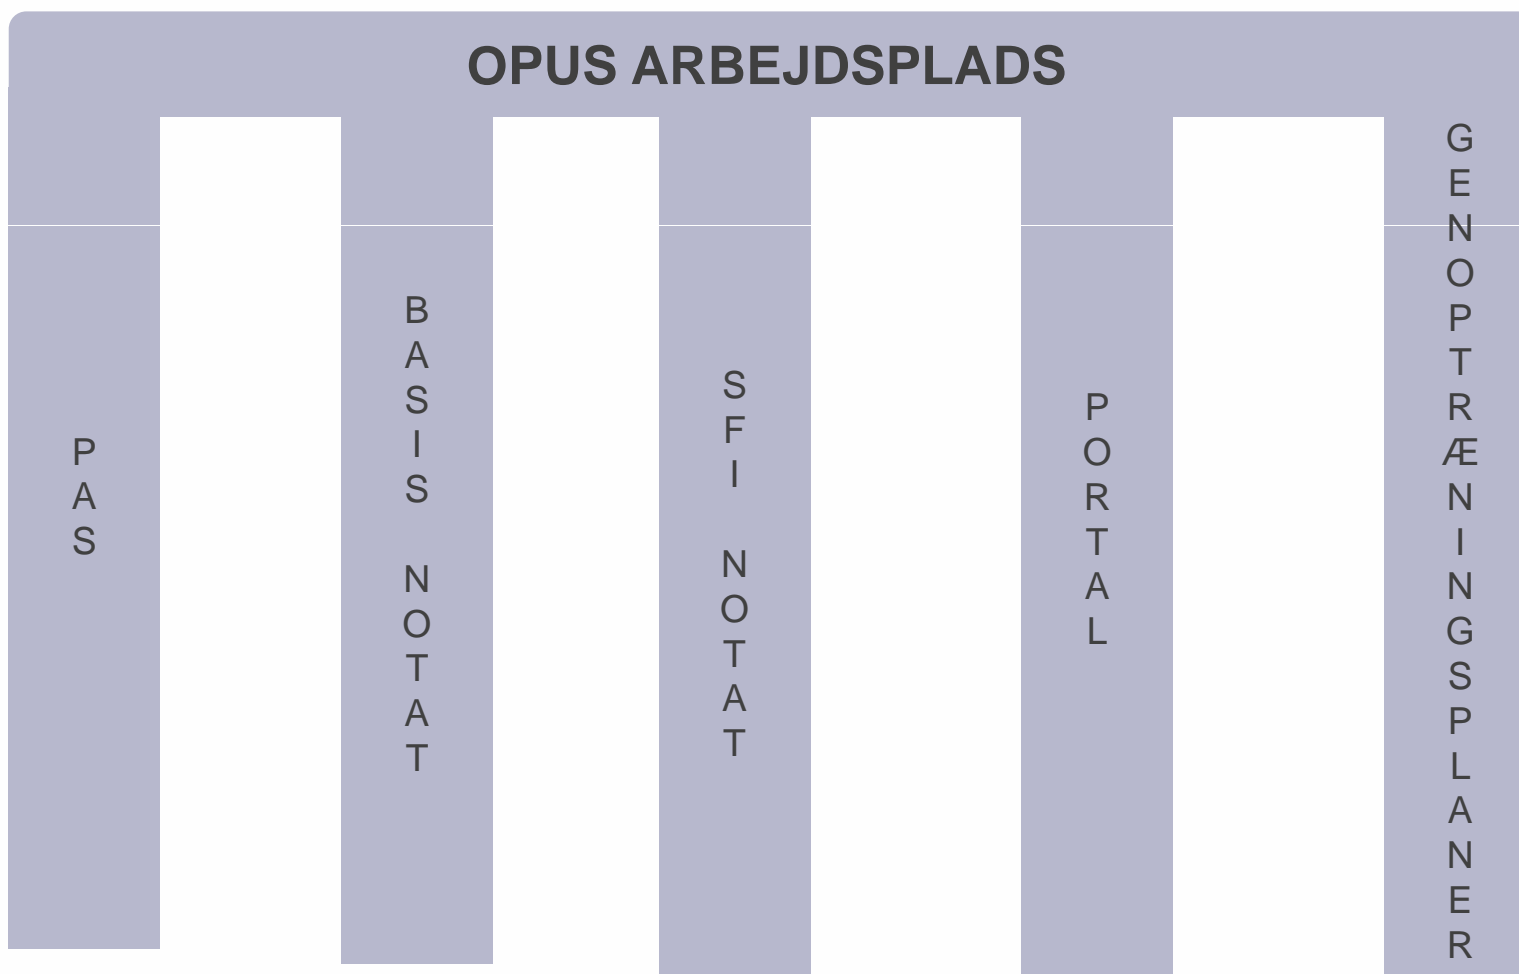 OPUS ARBEJDSPLADS
PAS
BASIS NOTAT
SFI NOTAT
PORTAL
GENOPTRÆNINGSPLANER